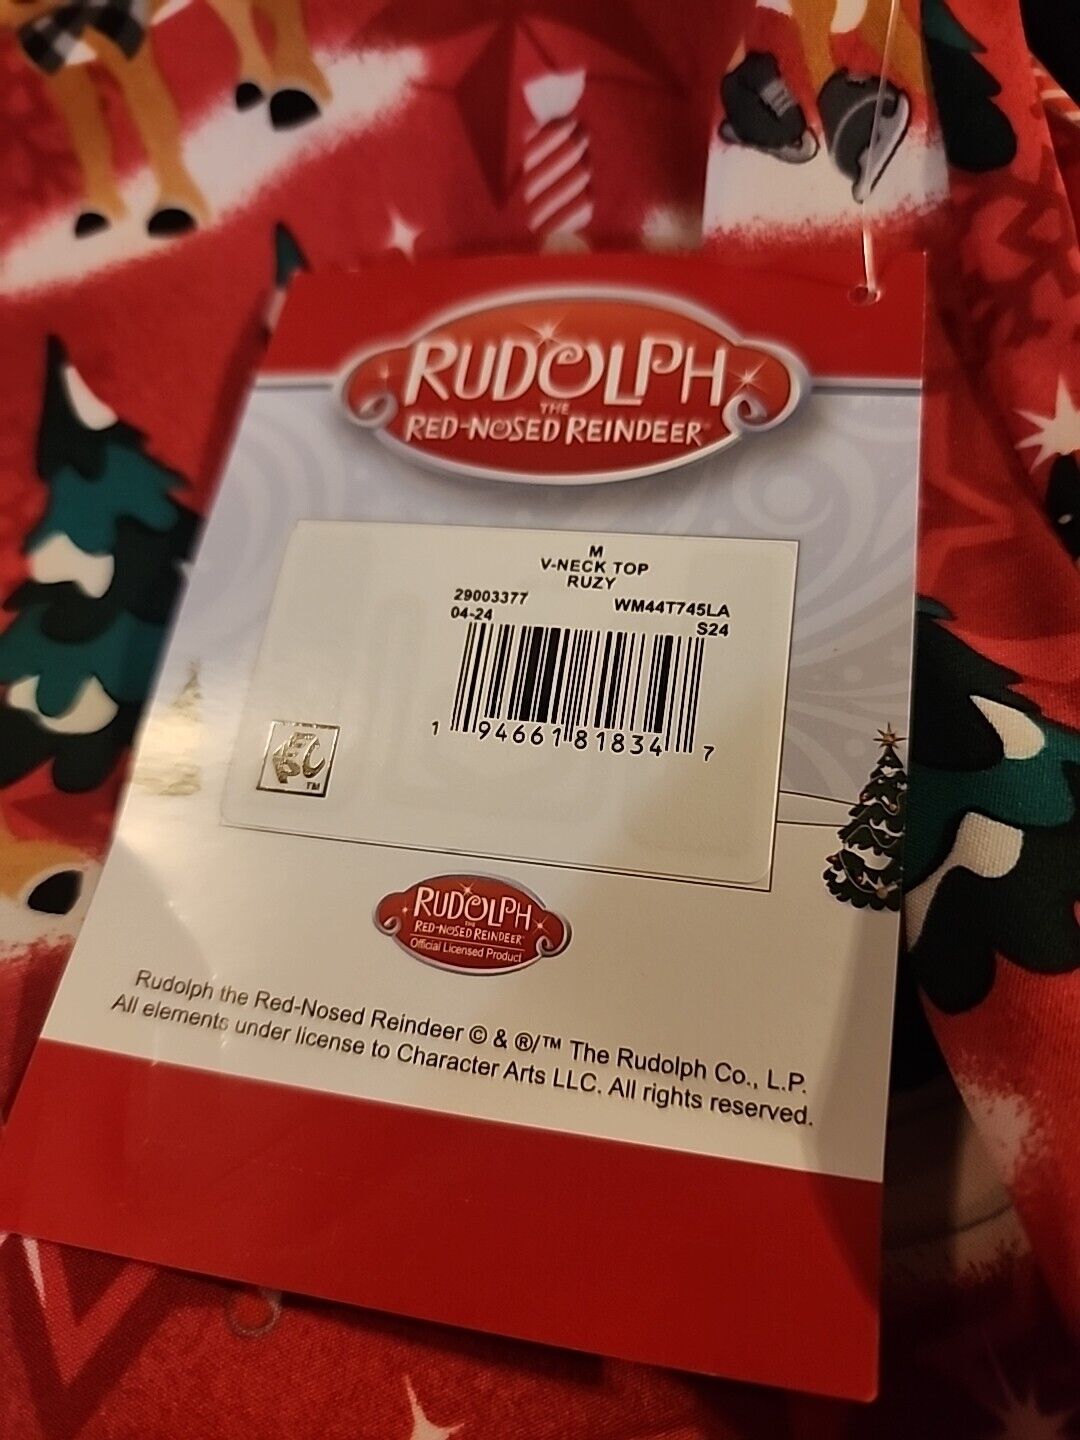 RUDOLPH
THE
RED-NOSED REINDEER®
M
V-NECK TOP
RUZY
29003377 WM44T745LA
04-24 S24
1 94661 81834 7
TM
RUDOLPH
THE
RED-NOSED REINDEER
Official Licensed Product
Rudolph the Red-Nosed Reindeer © & ®/™ The Rudolph Co., L.P.
All elements under license to Character Arts LLC. All rights reserved.